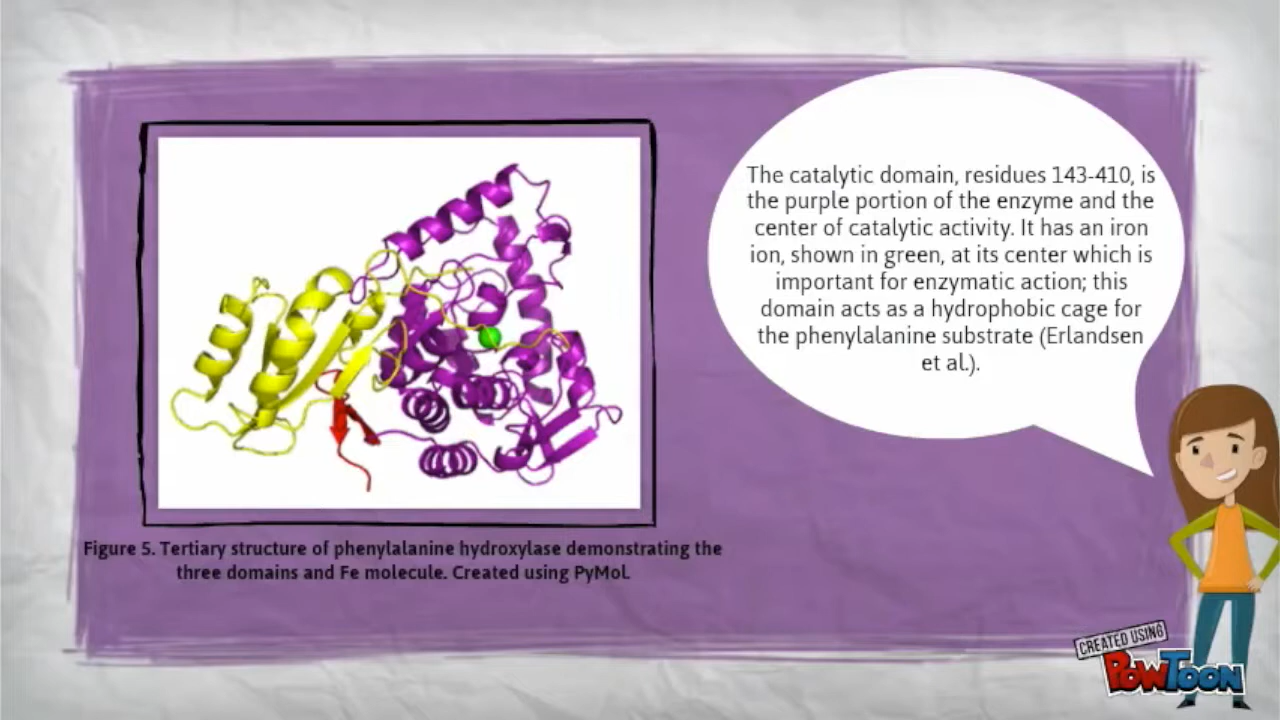 The catalytic domain, residues 143-410, is
the purple portion of the enzyme and the
center of catalytic activity. It has an iron
ion, shown in green, at its center which is
important for enzymatic action; this
domain acts as a hydrophobic cage for
the phenylalanine substrate (Erlandsen
et al.).
Figure 5. Tertiary structure of phenylalanine hydroxylase demonstrating the
three domains and Fe molecule. Created using PyMol.
CREATED USING
POWTOON